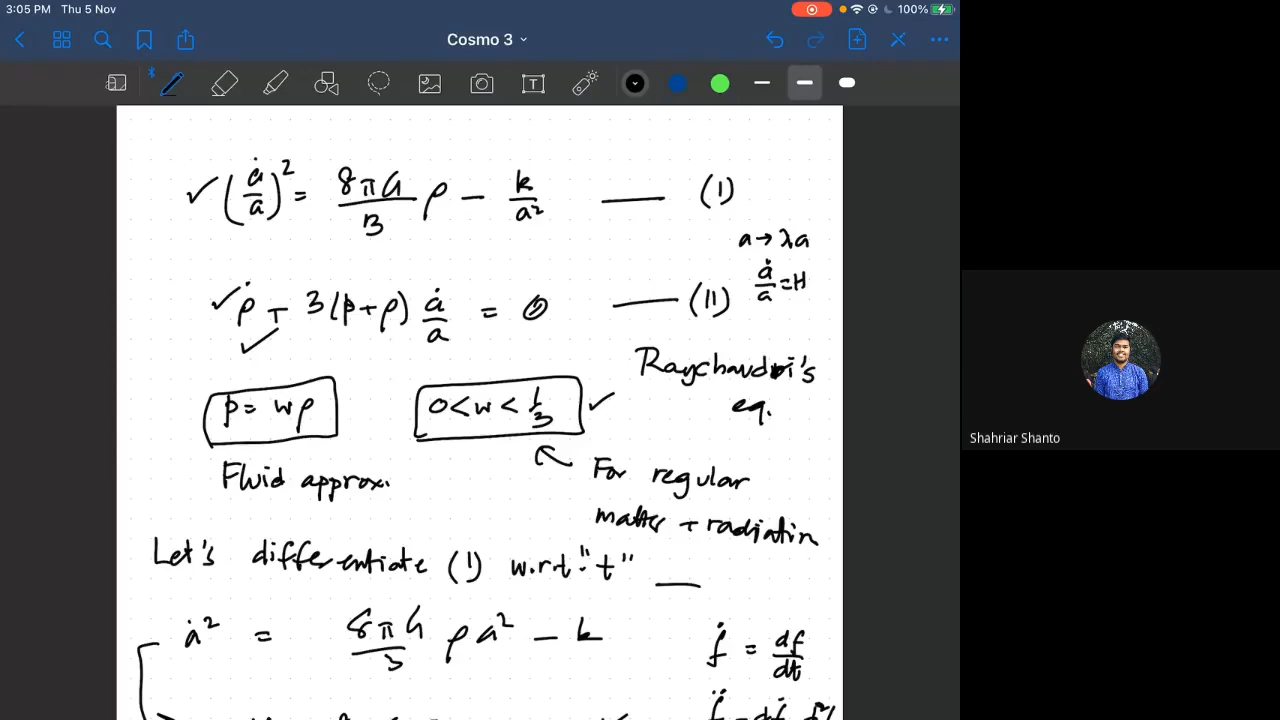 3:05 PM Thu 5 Nov 100%
Cosmo 3
(ȧ/a)² = 8πG/3 ρ − k/a² —— (I)
a → λa
ȧ/a = H
ρ̇ + 3(p+ρ) ȧ/a = 0 —— (II)
Raychaudri's
eq.
p = wρ 0 < w < 1/3
Fluid approx.
For regular
matter + radiation
Let's differentiate (I) w.r.t. "t"
ȧ² = 8πG/3 ρa² − k
ḟ = df/dt
Shahriar Shanto